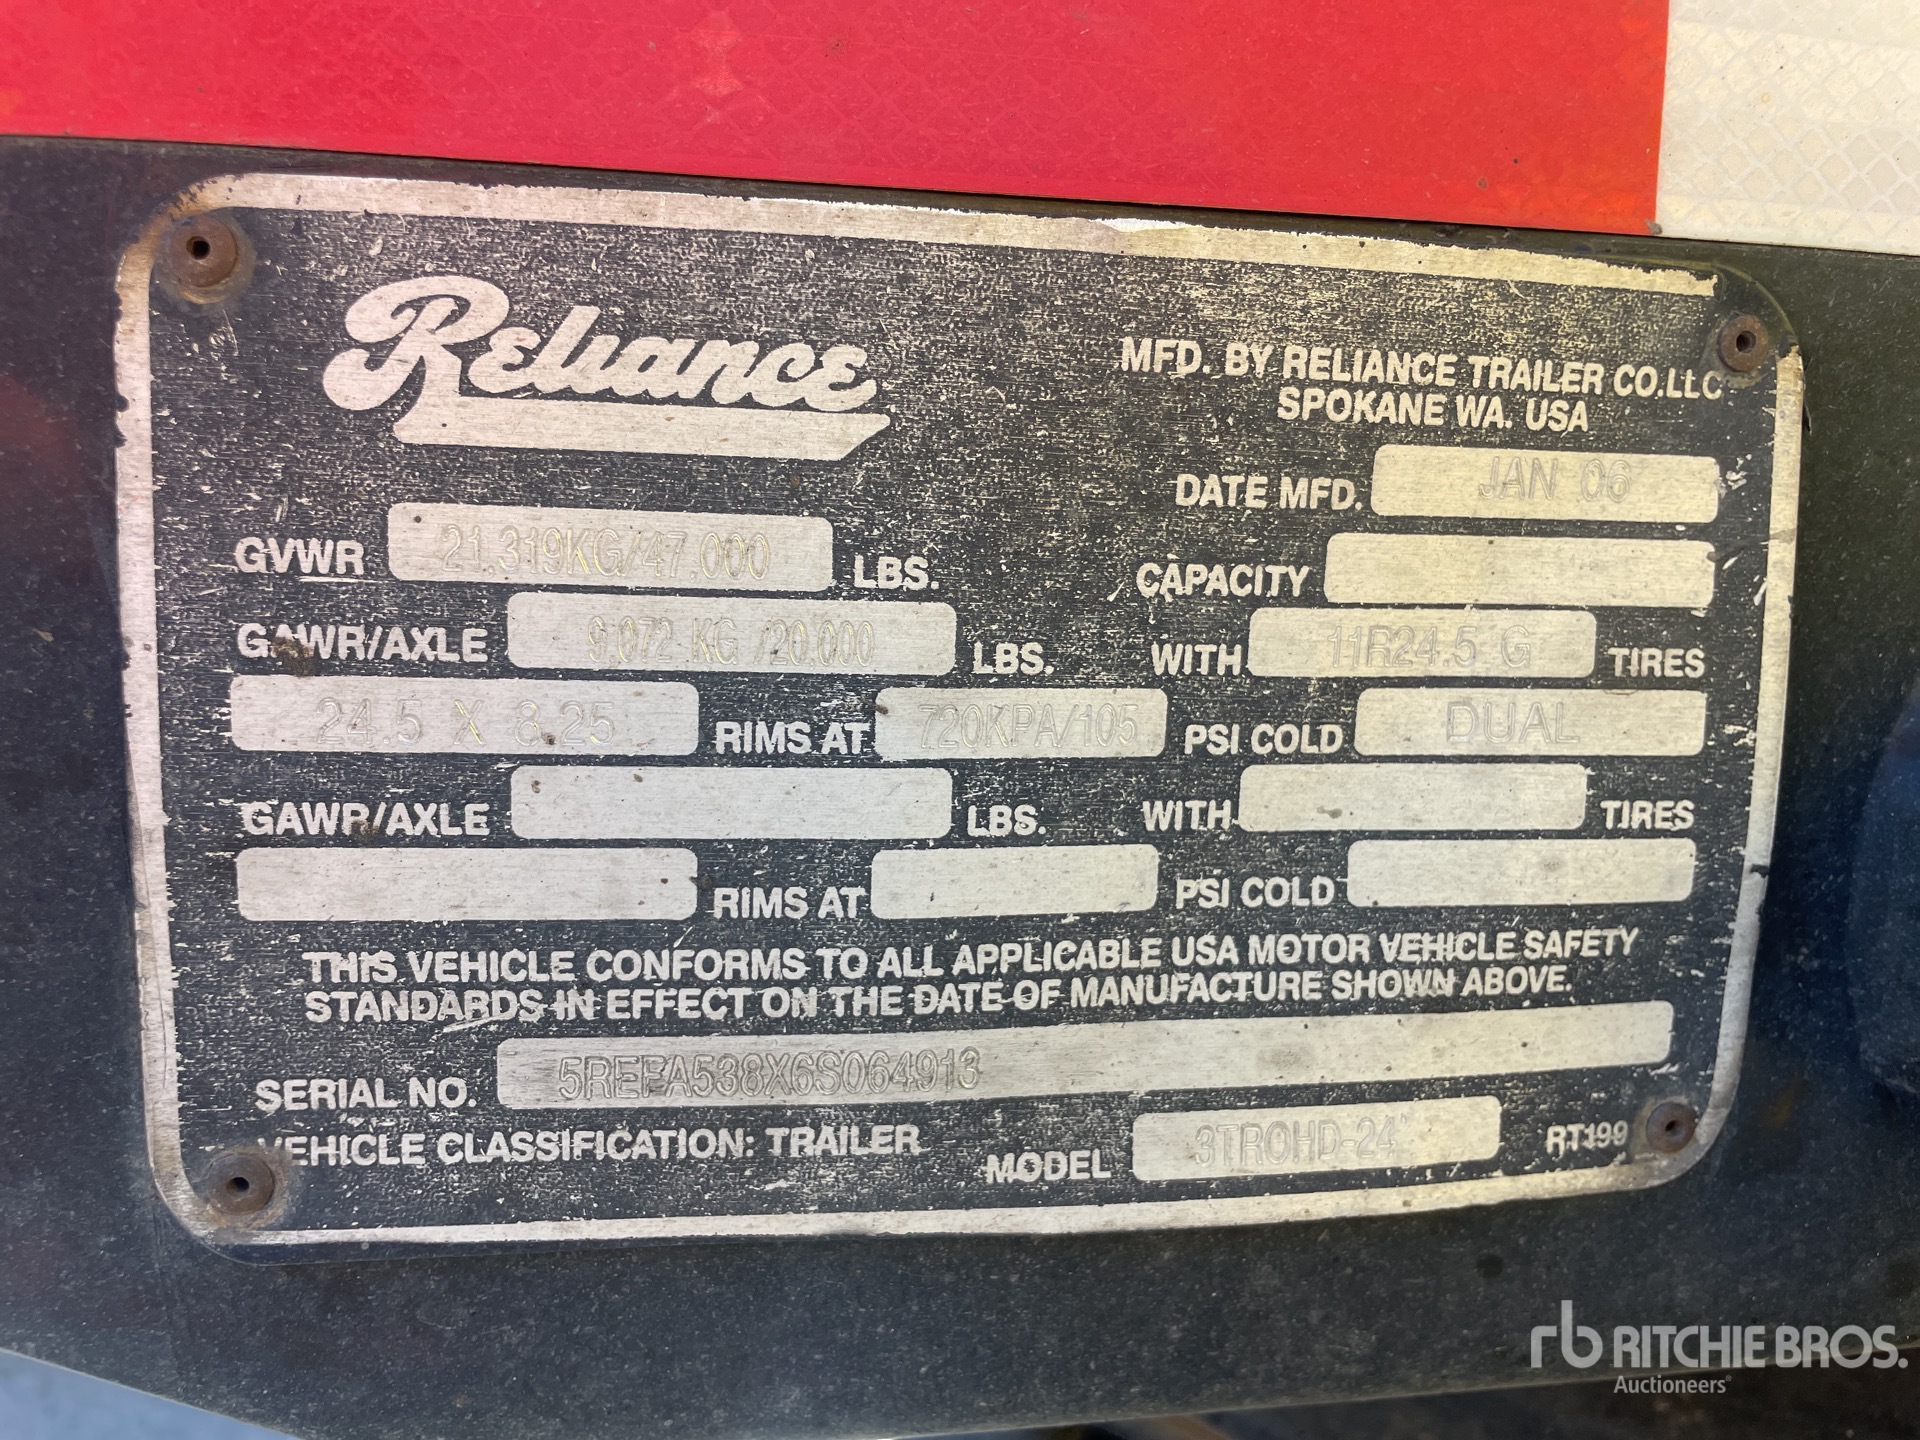 Reliance
MFD. BY RELIANCE TRAILER CO. LLC
SPOKANE WA. USA
DATE MFD. JAN 06
GVWR 21.319KG/47.000 LBS. CAPACITY
GAWR/AXLE 9.072 KG /20.000 LBS. WITH 11R24.5 G TIRES
24.5 X 8.25 RIMS AT 720KPA/105 PSI COLD DUAL
GAWR/AXLE LBS. WITH TIRES
RIMS AT PSI COLD
THIS VEHICLE CONFORMS TO ALL APPLICABLE USA MOTOR VEHICLE SAFETY
STANDARDS IN EFFECT ON THE DATE OF MANUFACTURE SHOWN ABOVE.
SERIAL NO. 5REPA538X6S064913
VEHICLE CLASSIFICATION: TRAILER MODEL 3TROHD-24' RT199
rb RITCHIE BROS.
Auctioneers